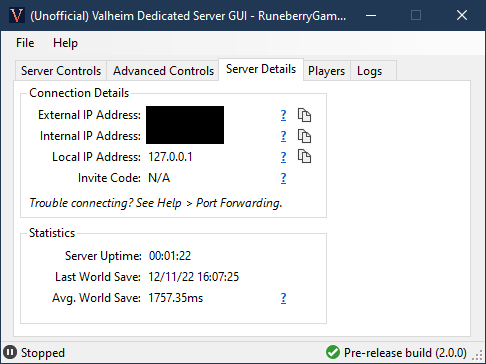 (Unofficial) Valheim Dedicated Server GUI - RuneberryGam...
File Help
Server Controls Advanced Controls Server Details Players Logs
Connection Details
External IP Address: ?
Internal IP Address: ?
Local IP Address: 127.0.0.1 ?
Invite Code: N/A ?
Trouble connecting? See Help > Port Forwarding.
Statistics
Server Uptime: 00:01:22
Last World Save: 12/11/22 16:07:25
Avg. World Save: 1757.35ms ?
Stopped Pre-release build (2.0.0)